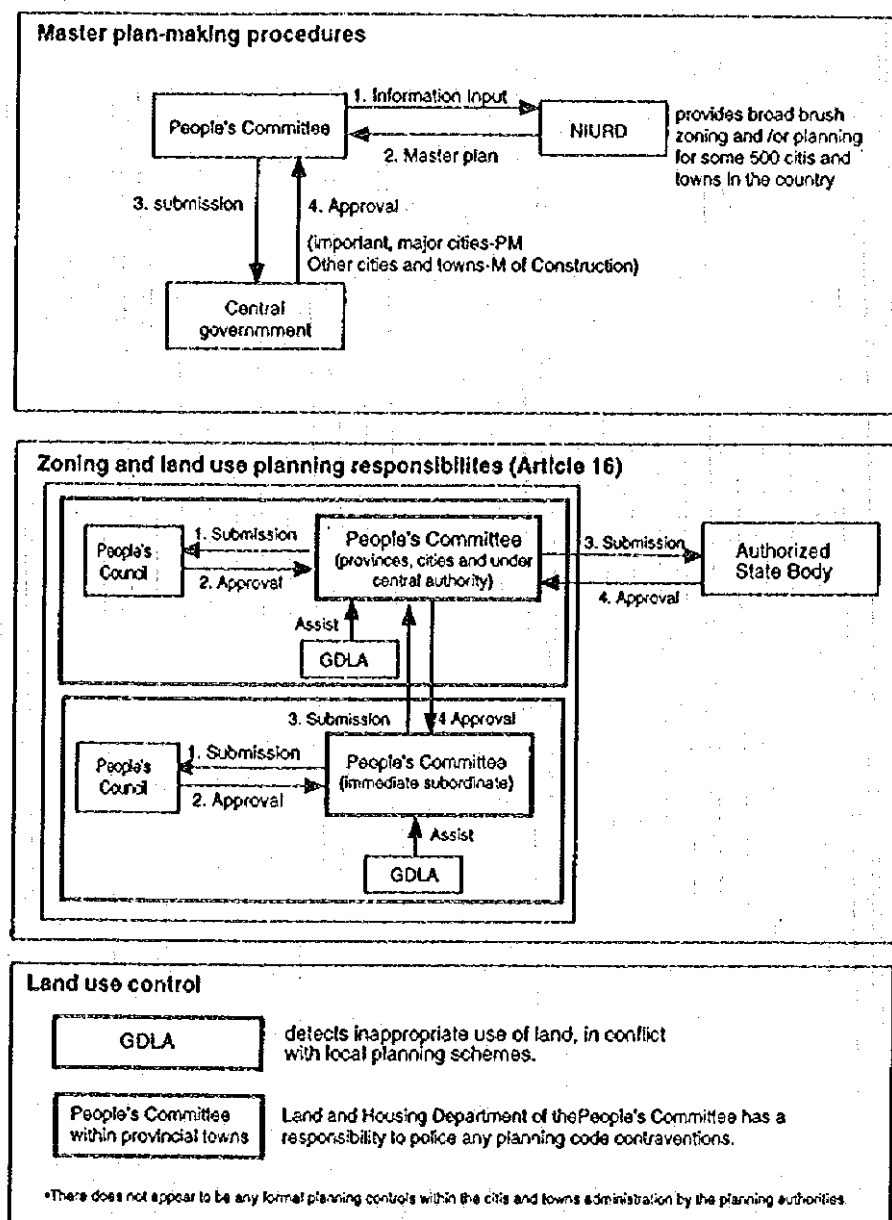 Master plan-making procedures
1. Information Input
People's Committee
NIURD
provides broad brush
zoning and /or planning
for some 500 citis and
towns in the country
2. Master plan
3. submission
4. Approval
(important, major cities-PM
Other cities and towns-M of Construction)
Central
governmment
Zoning and land use planning responsibilites (Article 16)
People's
Council
1. Submission
2. Approval
People's Committee
(provinces, cities and under
central authority)
3. Submission
4. Approval
Authorized
State Body
Assist
GDLA
3. Submission
4 Approval
People's
Council
1. Submission
2. Approval
People's Committee
(immediate subordinate)
Assist
GDLA
Land use control
GDLA
detects inappropriate use of land, in conflict
with local planning schemes.
People's Committee
within provincial towns
Land and Housing Department of thePeople's Committee has a
responsibility to police any planning code contraventions.
*There does not appear to be any formal planning controls within the citis and towns administration by the planning authorities.